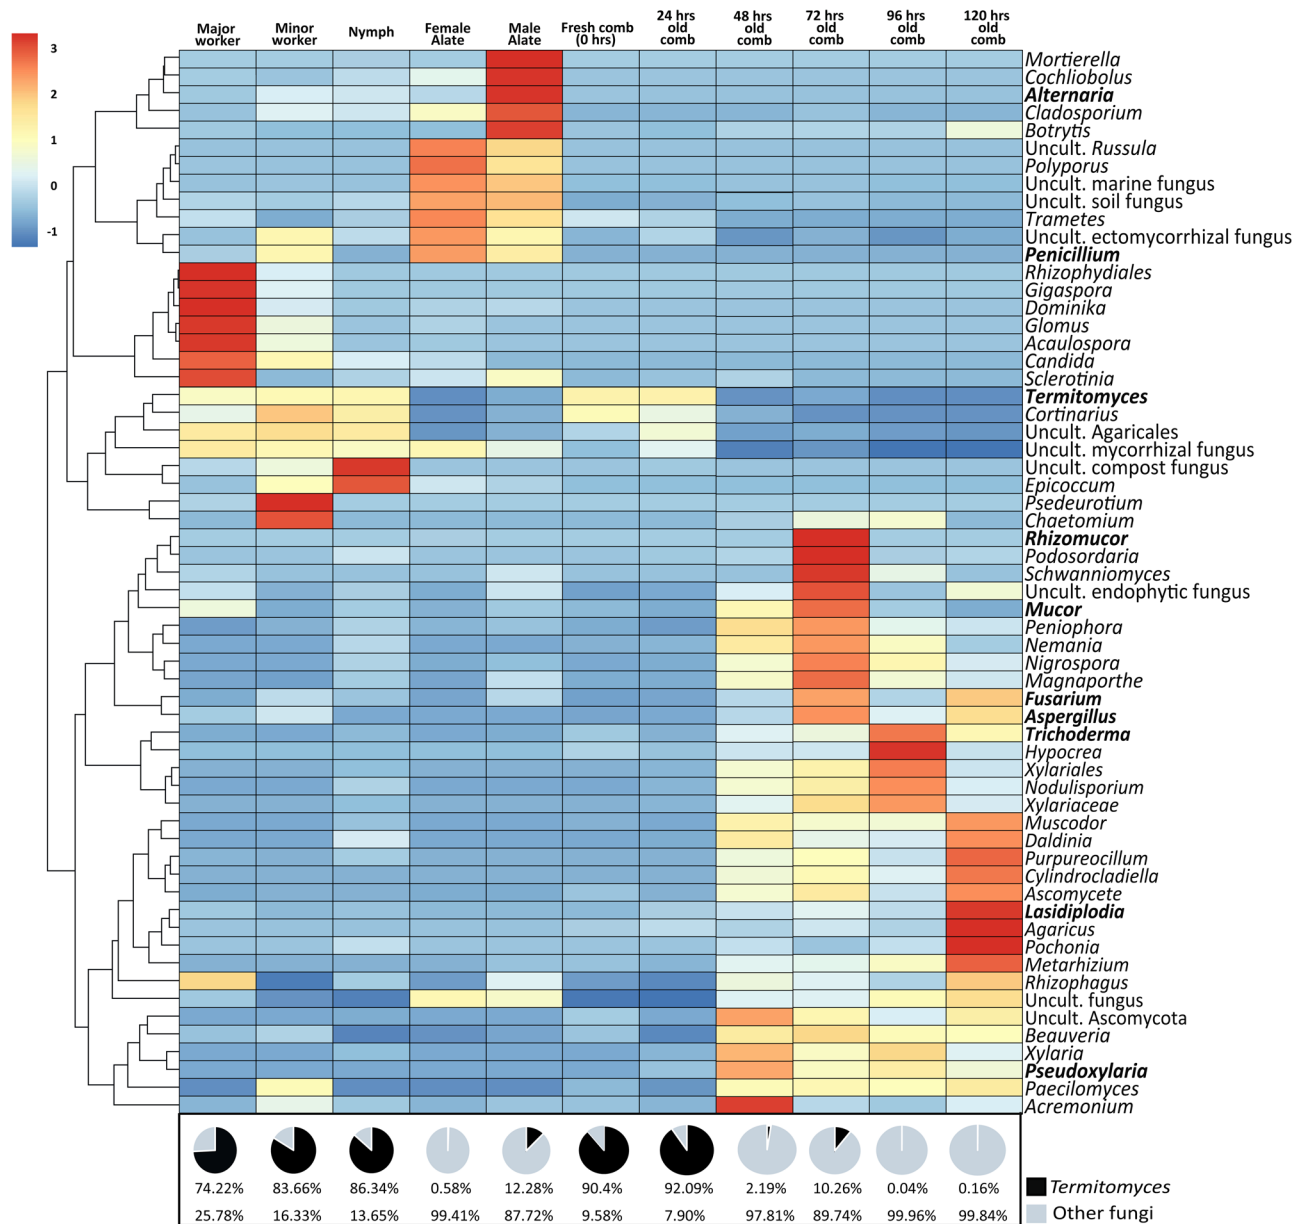 Major worker
Minor worker
Nymph
Female Alate
Male Alate
Fresh comb (0 hrs)
24 hrs old comb
48 hrs old comb
72 hrs old comb
96 hrs old comb
120 hrs old comb
3
2
1
0
-1
Mortierella
Cochliobolus
Alternaria
Cladosporium
Botrytis
Uncult. Russula
Polyporus
Uncult. marine fungus
Uncult. soil fungus
Trametes
Uncult. ectomycorrhizal fungus
Penicillium
Rhizophydiales
Gigaspora
Dominika
Glomus
Acaulospora
Candida
Sclerotinia
Termitomyces
Cortinarius
Uncult. Agaricales
Uncult. mycorrhizal fungus
Uncult. compost fungus
Epicoccum
Psedeurotium
Chaetomium
Rhizomucor
Podosordaria
Schwanniomyces
Uncult. endophytic fungus
Mucor
Peniophora
Nemania
Nigrospora
Magnaporthe
Fusarium
Aspergillus
Trichoderma
Hypocrea
Xylariales
Nodulisporium
Xylariaceae
Muscodor
Daldinia
Purpureocillum
Cylindrocladiella
Ascomycete
Lasidiplodia
Agaricus
Pochonia
Metarhizium
Rhizophagus
Uncult. fungus
Uncult. Ascomycota
Beauveria
Xylaria
Pseudoxylaria
Paecilomyces
Acremonium
74.22% 83.66% 86.34% 0.58% 12.28% 90.4% 92.09% 2.19% 10.26% 0.04% 0.16%
25.78% 16.33% 13.65% 99.41% 87.72% 9.58% 7.90% 97.81% 89.74% 99.96% 99.84%
Termitomyces
Other fungi